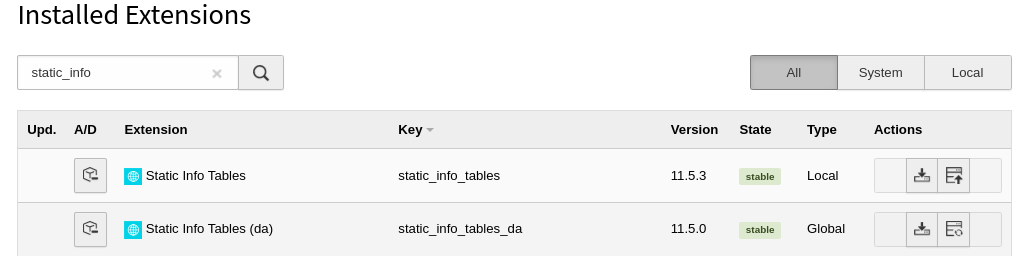 Installed Extensions
static_info
All System Local
Upd. A/D Extension Key Version State Type Actions
Static Info Tables static_info_tables 11.5.3 stable Local
Static Info Tables (da) static_info_tables_da 11.5.0 stable Global